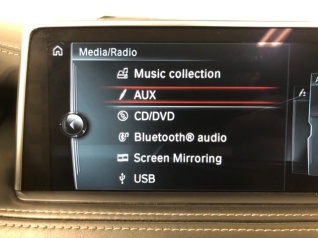 Media/Radio
Music collection
AUX
CD/DVD
Bluetooth® audio
Screen Mirroring
USB